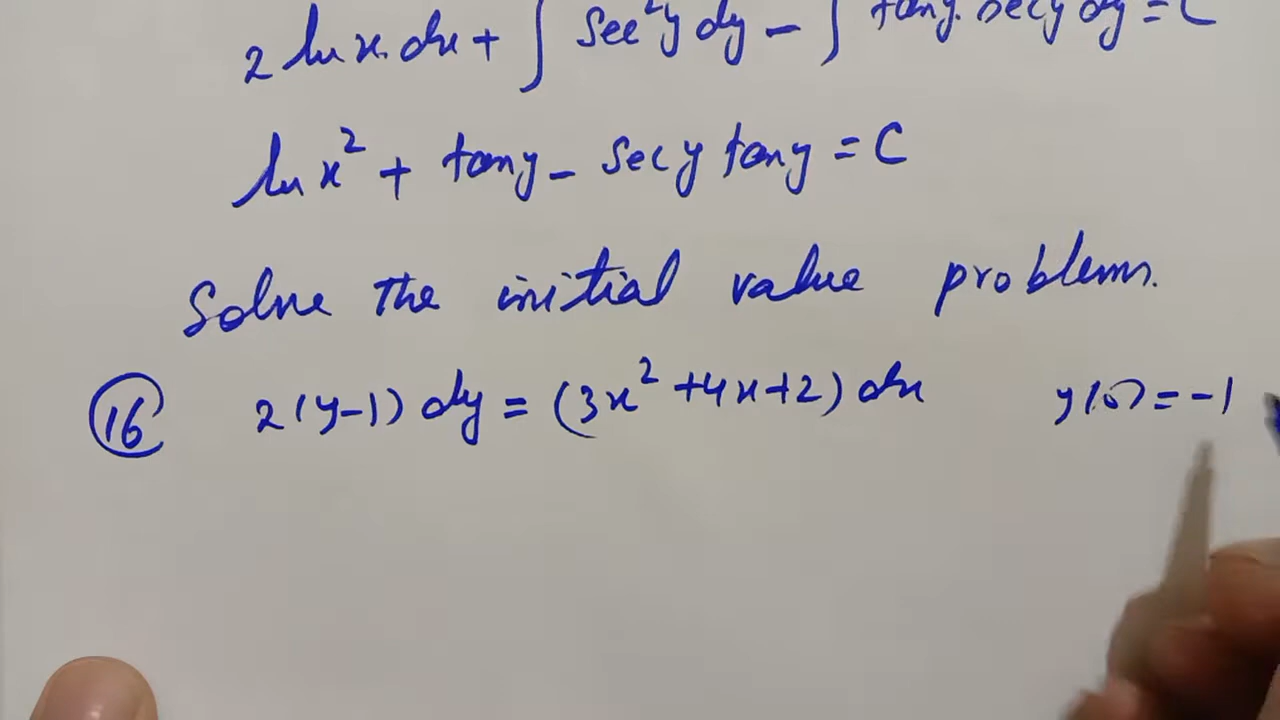 2 ln x. dx + ∫ sec²y dy - ∫ tany. secy dy = C
ln x² + tany - secy tany = C
Solve the initial value problems.
16 2(y-1) dy = (3x² +4x+2) dx y(0) = -1